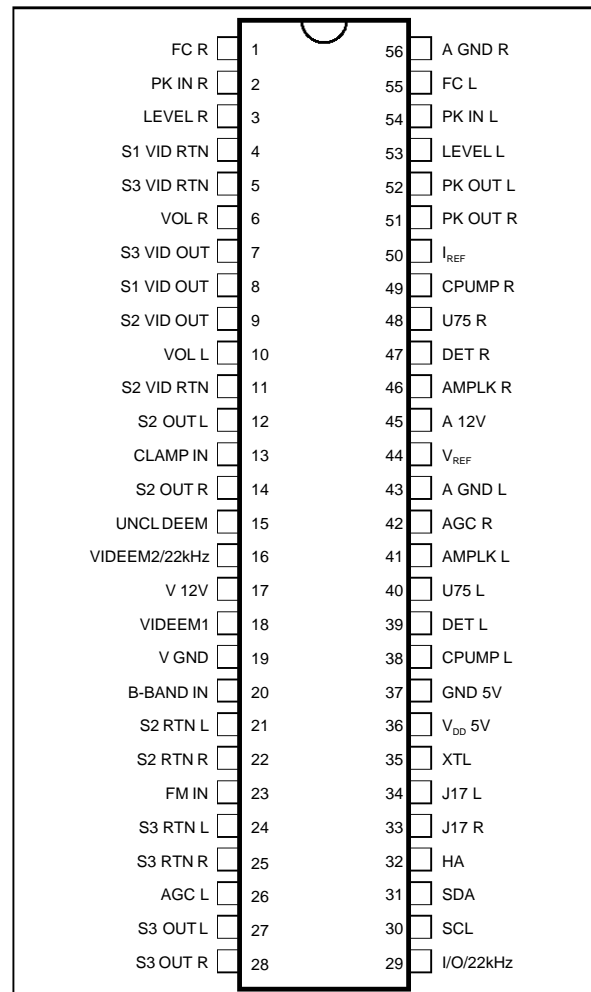 FC R 1 56 A GND R
PK IN R 2 55 FC L
LEVEL R 3 54 PK IN L
S1 VID RTN 4 53 LEVEL L
S3 VID RTN 5 52 PK OUT L
VOL R 6 51 PK OUT R
S3 VID OUT 7 50 IREF
S1 VID OUT 8 49 CPUMP R
S2 VID OUT 9 48 U75 R
VOL L 10 47 DET R
S2 VID RTN 11 46 AMPLK R
S2 OUT L 12 45 A 12V
CLAMP IN 13 44 VREF
S2 OUT R 14 43 A GND L
UNCL DEEM 15 42 AGC R
VIDEEM2/22kHz 16 41 AMPLK L
V 12V 17 40 U75 L
VIDEEM1 18 39 DET L
V GND 19 38 CPUMP L
B-BAND IN 20 37 GND 5V
S2 RTN L 21 36 VDD 5V
S2 RTN R 22 35 XTL
FM IN 23 34 J17 L
S3 RTN L 24 33 J17 R
S3 RTN R 25 32 HA
AGC L 26 31 SDA
S3 OUT L 27 30 SCL
S3 OUT R 28 29 I/O/22kHz